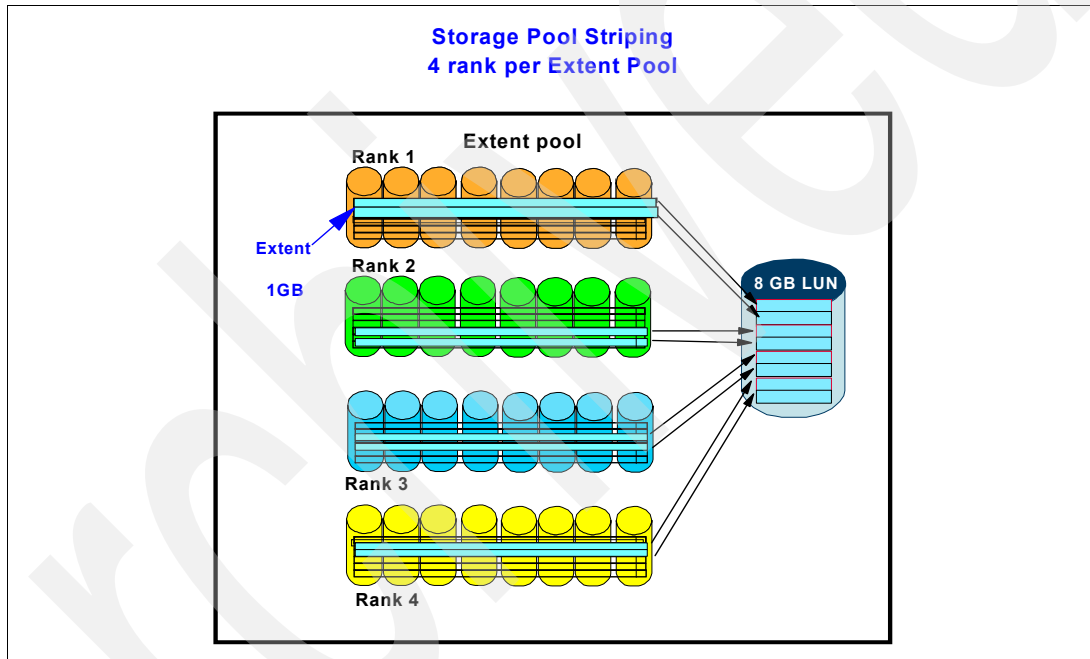 Storage Pool Striping
4 rank per Extent Pool
Extent pool
Rank 1
Extent
1GB
Rank 2
8 GB LUN
Rank 3
Rank 4